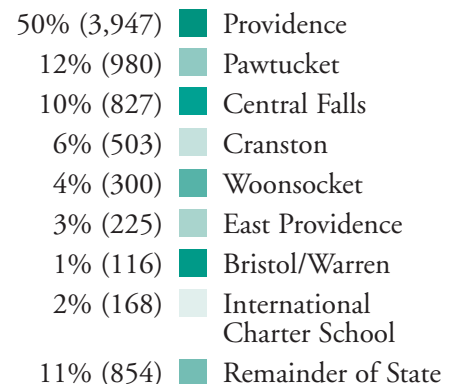 50% (3,947) Providence
12% (980) Pawtucket
10% (827) Central Falls
6% (503) Cranston
4% (300) Woonsocket
3% (225) East Providence
1% (116) Bristol/Warren
2% (168) International
Charter School
11% (854) Remainder of State